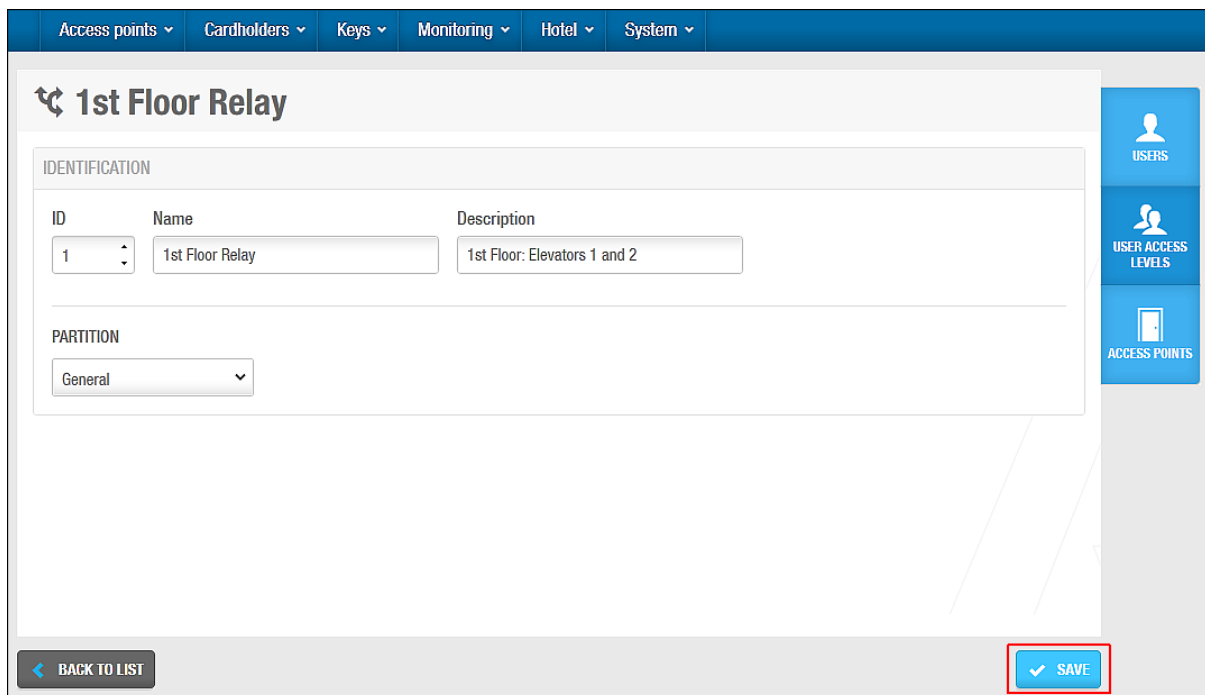 Access points Cardholders Keys Monitoring Hotel System
1st Floor Relay
USERS
IDENTIFICATION
ID Name Description
1 1st Floor Relay 1st Floor: Elevators 1 and 2
USER ACCESS
LEVELS
PARTITION
General
ACCESS POINTS
BACK TO LIST SAVE